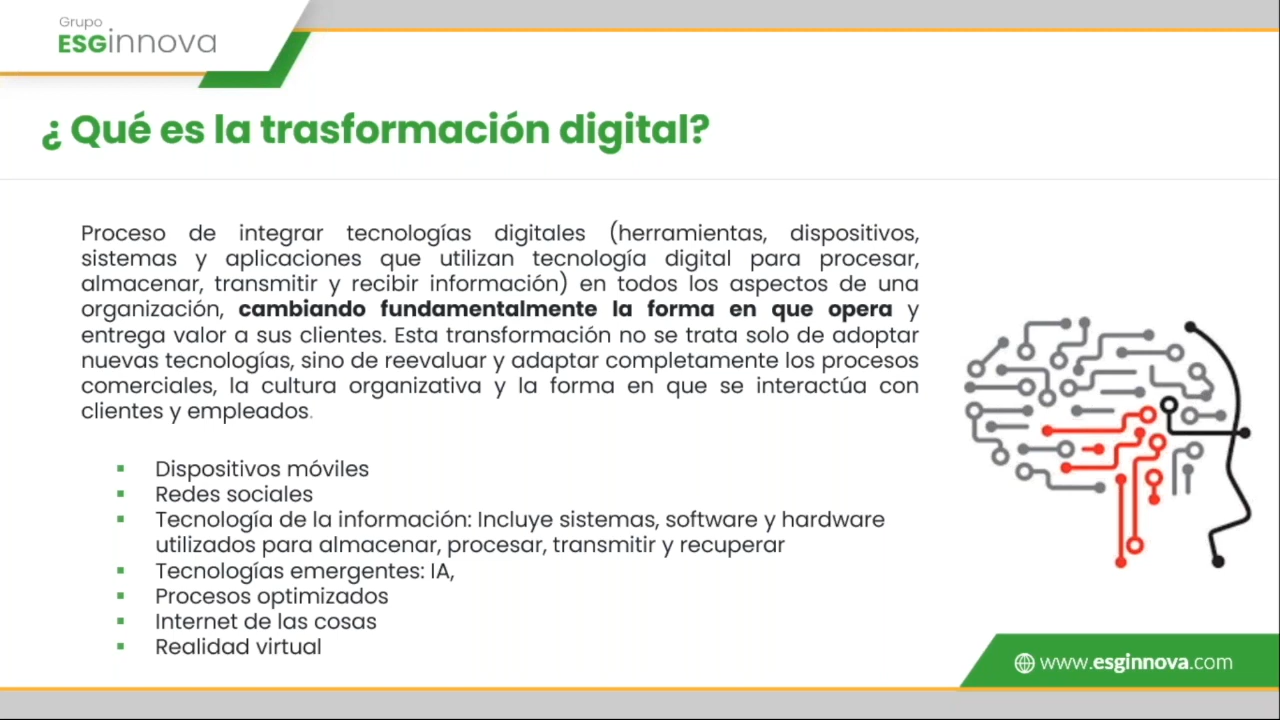 Grupo
ESGinnova
¿ Qué es la trasformación digital?
Proceso de integrar tecnologías digitales (herramientas, dispositivos,
sistemas y aplicaciones que utilizan tecnología digital para procesar,
almacenar, transmitir y recibir información) en todos los aspectos de una
organización, cambiando fundamentalmente la forma en que opera y
entrega valor a sus clientes. Esta transformación no se trata solo de adoptar
nuevas tecnologías, sino de reevaluar y adaptar completamente los procesos
comerciales, la cultura organizativa y la forma en que se interactúa con
clientes y empleados.
▪ Dispositivos móviles
▪ Redes sociales
▪ Tecnología de la información: Incluye sistemas, software y hardware
utilizados para almacenar, procesar, transmitir y recuperar
▪ Tecnologías emergentes: IA,
▪ Procesos optimizados
▪ Internet de las cosas
▪ Realidad virtual
www.esginnova.com